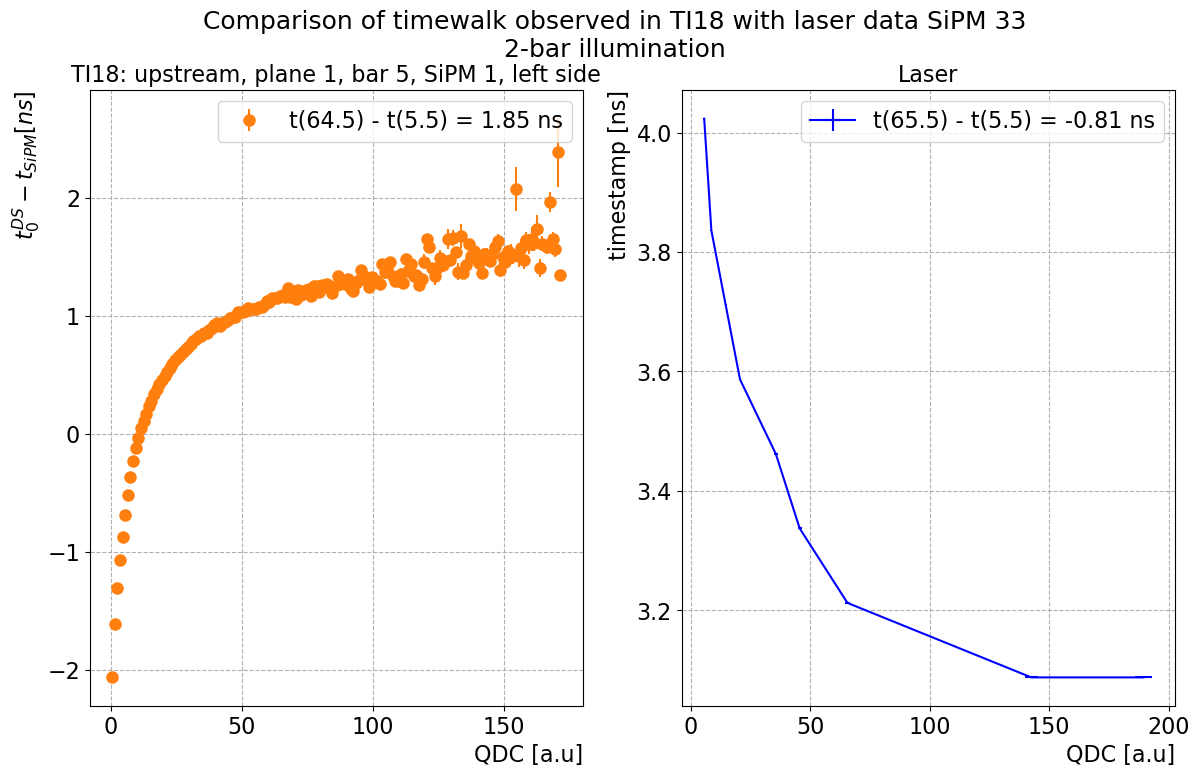 Comparison of timewalk observed in TI18 with laser data SiPM 33
2-bar illumination
TI18: upstream, plane 1, bar 5, SiPM 1, left side
t(64.5) - t(5.5) = 1.85 ns
t_0^{DS} − t_{SiPM}[ns]
2
1
0
−1
−2
0
50
100
150
QDC [a.u]
Laser
t(65.5) - t(5.5) = -0.81 ns
timestamp [ns]
4.0
3.8
3.6
3.4
3.2
0
50
100
150
200
QDC [a.u]